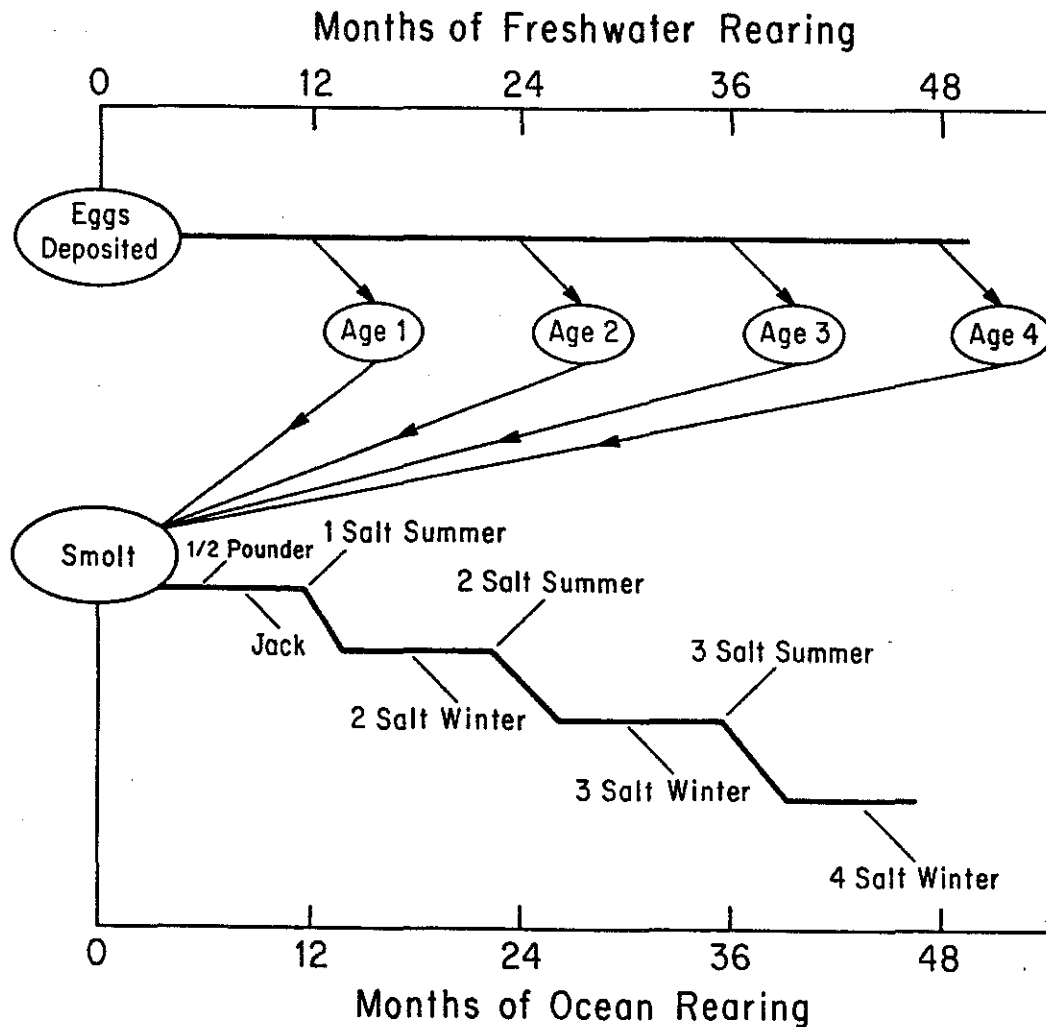 Months of Freshwater Rearing
0 12 24 36 48
Eggs
Deposited
Age 1 Age 2 Age 3 Age 4
Smolt
1/2 Pounder
1 Salt Summer
Jack
2 Salt Summer
2 Salt Winter
3 Salt Summer
3 Salt Winter
4 Salt Winter
0 12 24 36 48
Months of Ocean Rearing